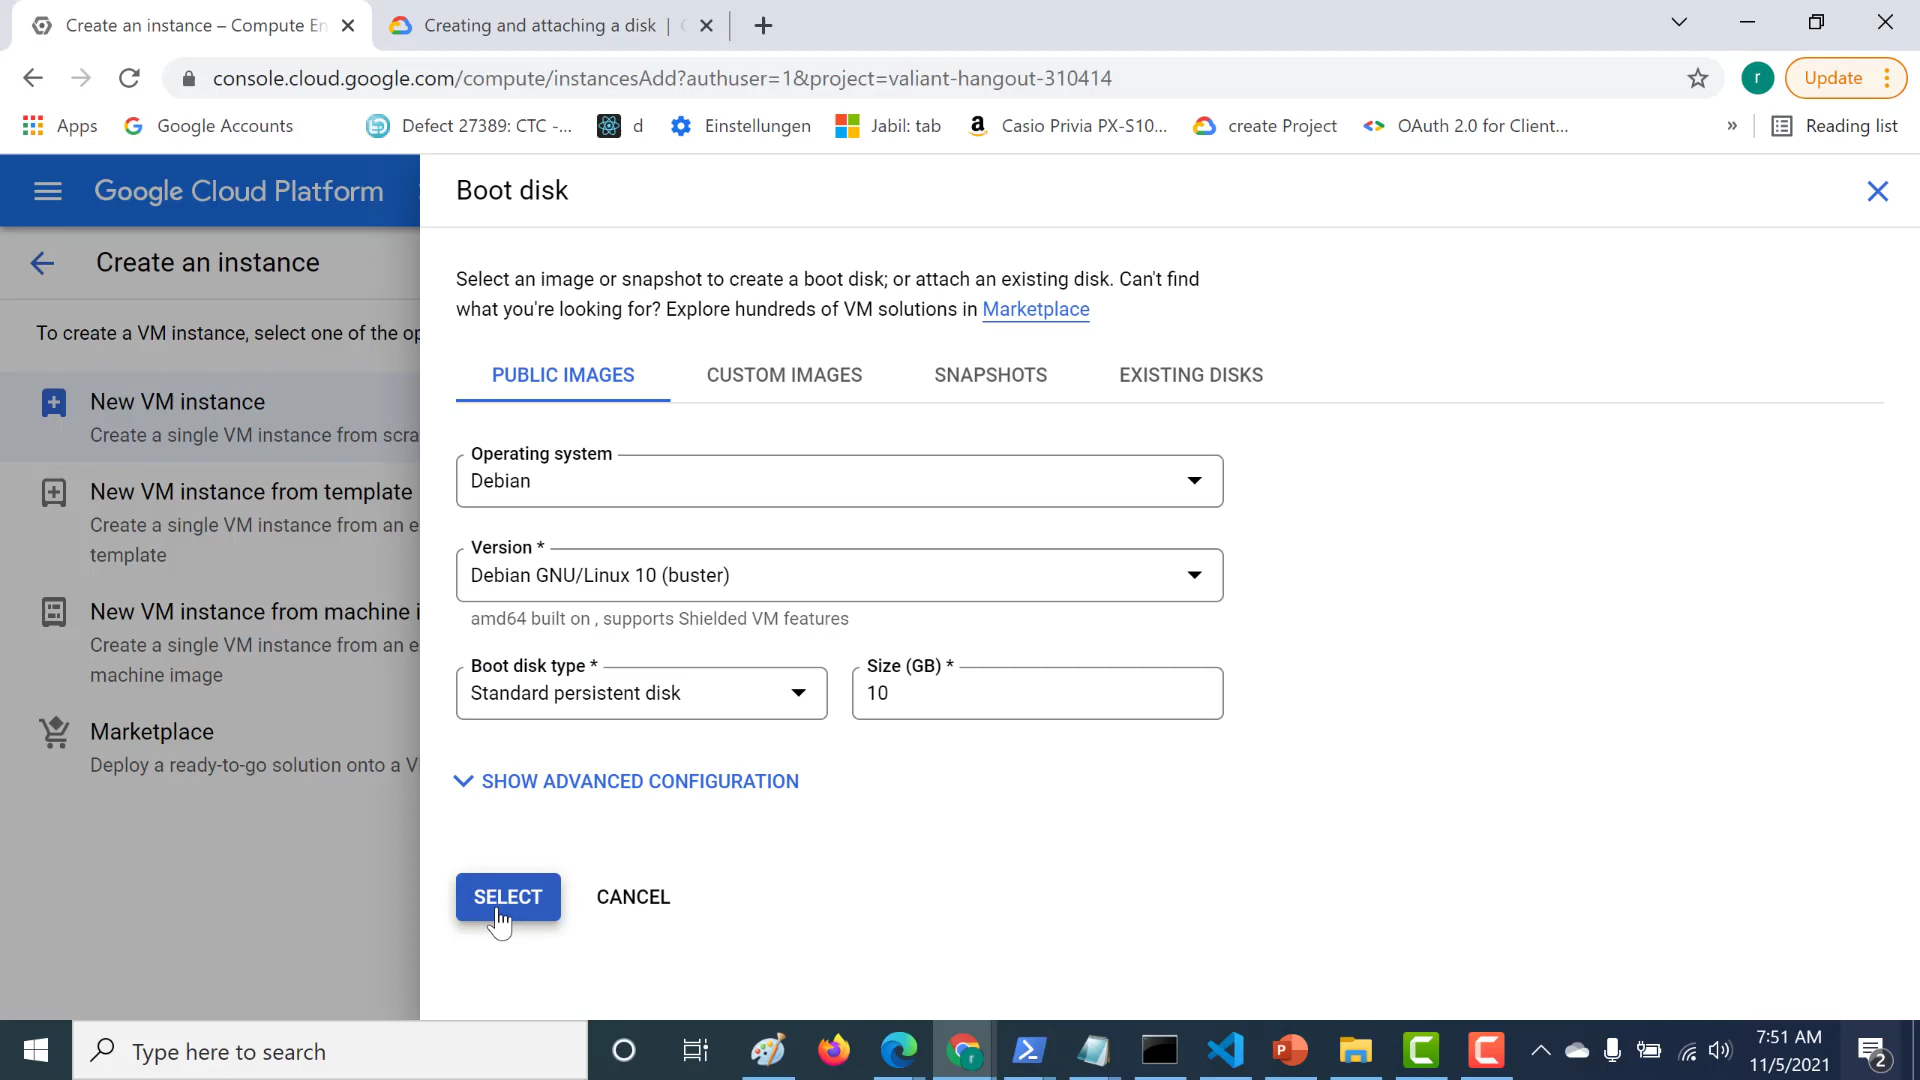 Create an instance – Compute En
Creating and attaching a disk |
console.cloud.google.com/compute/instancesAdd?authuser=1&project=valiant-hangout-310414
r
Update
Apps
Google Accounts
Defect 27389: CTC -...
d
Einstellungen
Jabil: tab
Casio Privia PX-S10...
create Project
OAuth 2.0 for Client...
»
Reading list
Google Cloud Platform
Boot disk
Create an instance
Select an image or snapshot to create a boot disk; or attach an existing disk. Can't find
what you're looking for? Explore hundreds of VM solutions in Marketplace
To create a VM instance, select one of the op
PUBLIC IMAGES
CUSTOM IMAGES
SNAPSHOTS
EXISTING DISKS
New VM instance
Create a single VM instance from scra
Operating system
Debian
New VM instance from template
Create a single VM instance from an e
template
Version *
Debian GNU/Linux 10 (buster)
amd64 built on , supports Shielded VM features
New VM instance from machine i
Create a single VM instance from an e
machine image
Boot disk type *
Standard persistent disk
Size (GB) *
10
Marketplace
Deploy a ready-to-go solution onto a V
SHOW ADVANCED CONFIGURATION
SELECT
CANCEL
Type here to search
7:51 AM
11/5/2021
2